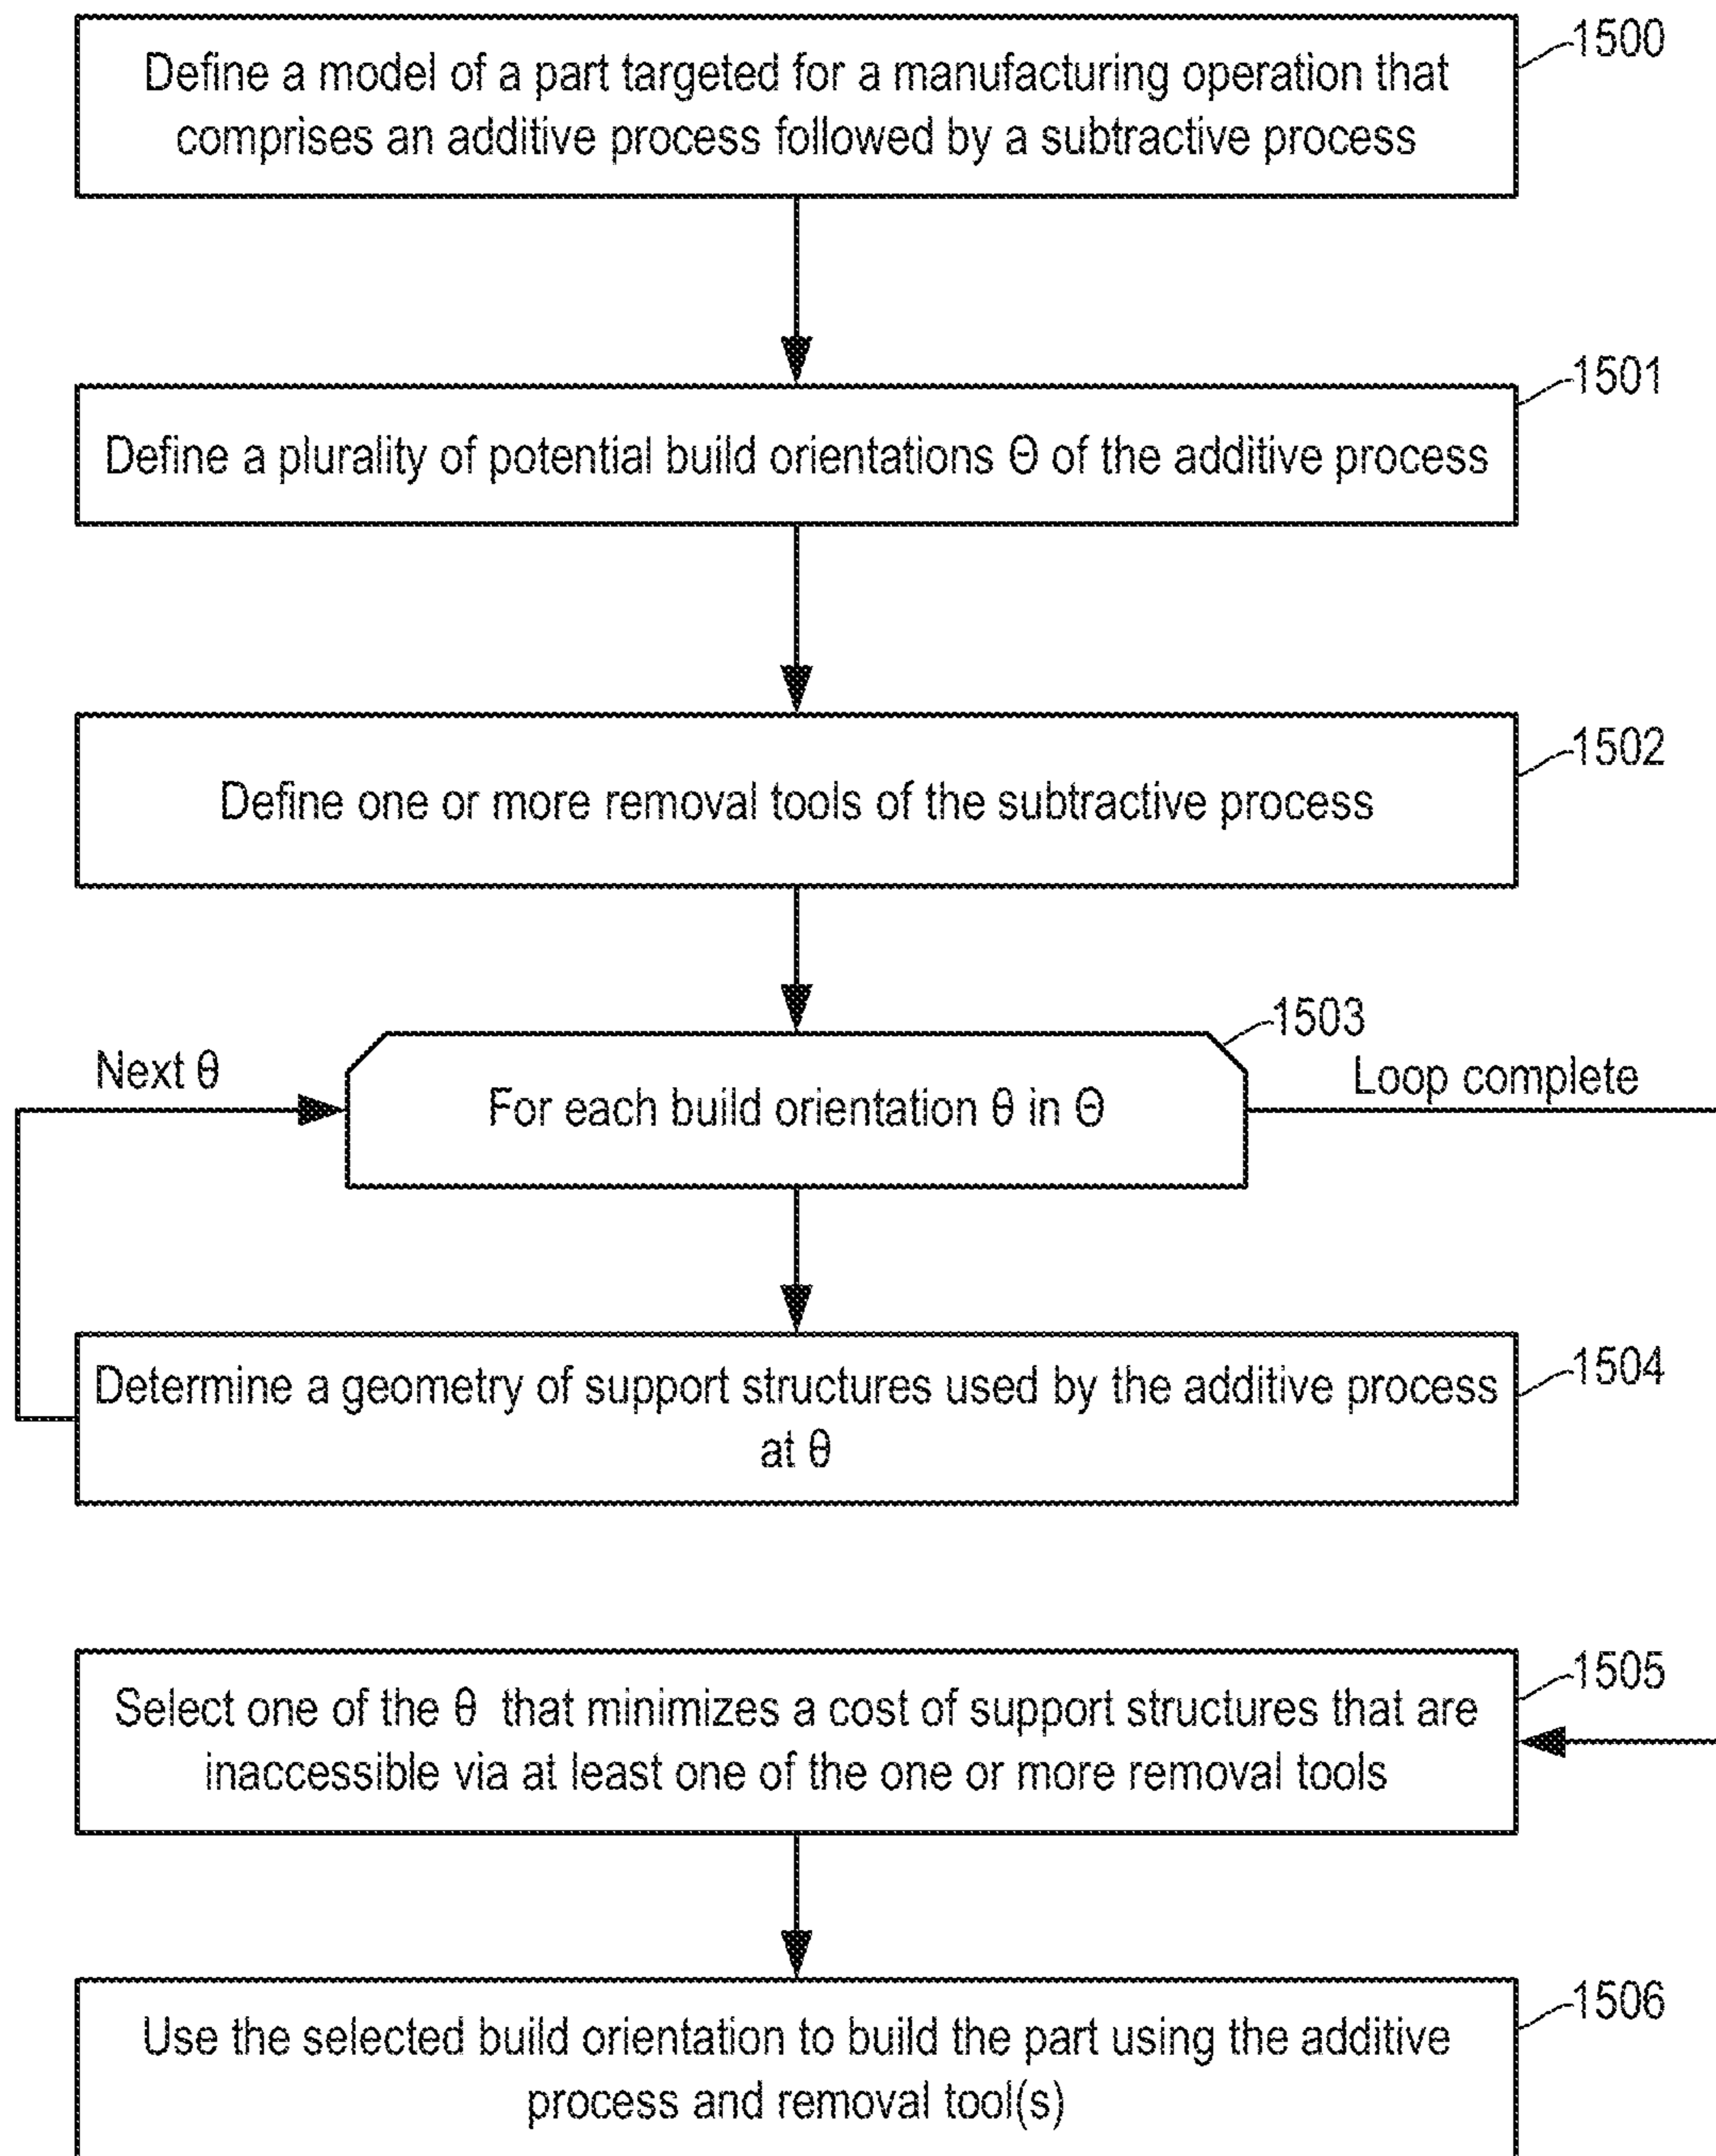 1500
Define a model of a part targeted for a manufacturing operation that
comprises an additive process followed by a subtractive process
1501
Define a plurality of potential build orientations Θ of the additive process
1502
Define one or more removal tools of the subtractive process
1503
Next θ
Loop complete
For each build orientation θ in Θ
1504
Determine a geometry of support structures used by the additive process
at θ
1505
Select one of the θ that minimizes a cost of support structures that are
inaccessible via at least one of the one or more removal tools
1506
Use the selected build orientation to build the part using the additive
process and removal tool(s)